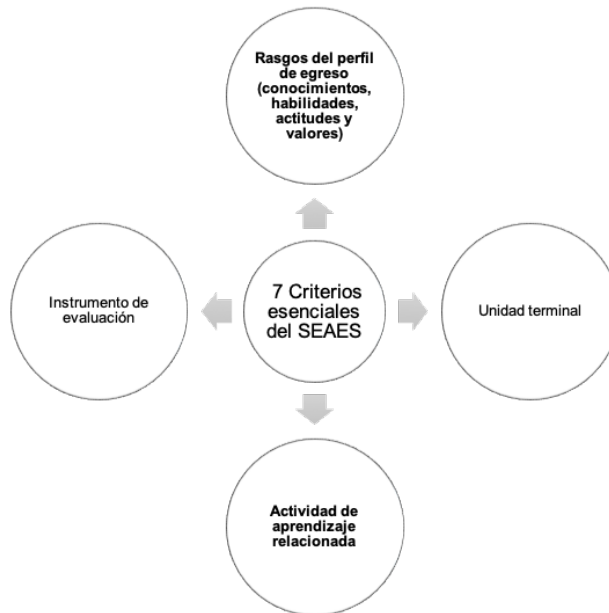 Rasgos del perfil
de egreso
(conocimientos,
habilidades,
actitudes y
valores)
Instrumento de
evaluación
7 Criterios
esenciales
del SEAES
Unidad terminal
Actividad de
aprendizaje
relacionada